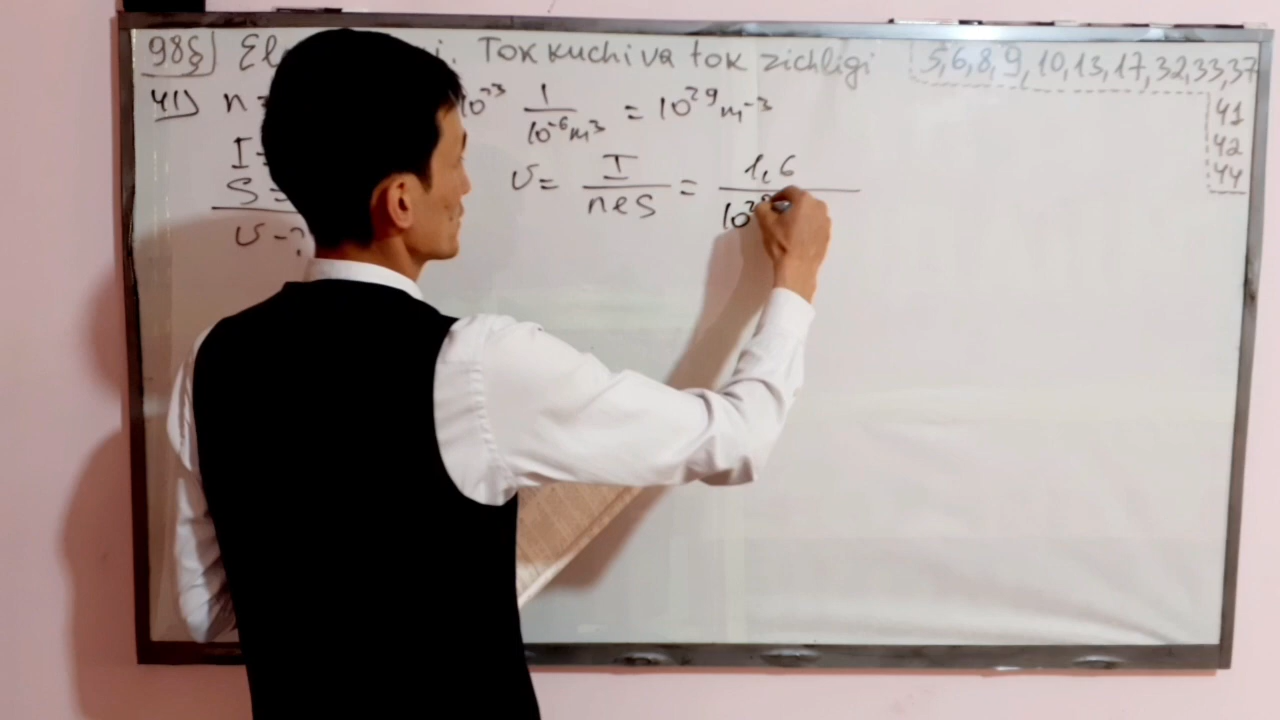 98§ El i. Tok kuchi va tok zichligi 5,6,8,9,10,13,17,32,33,37
41) n= 10²³ 1/10⁻⁶m³ = 10²⁹ m⁻³ 41
42
I= υ = I/neS = 1,6/10²⁹ 44
S=
υ-?